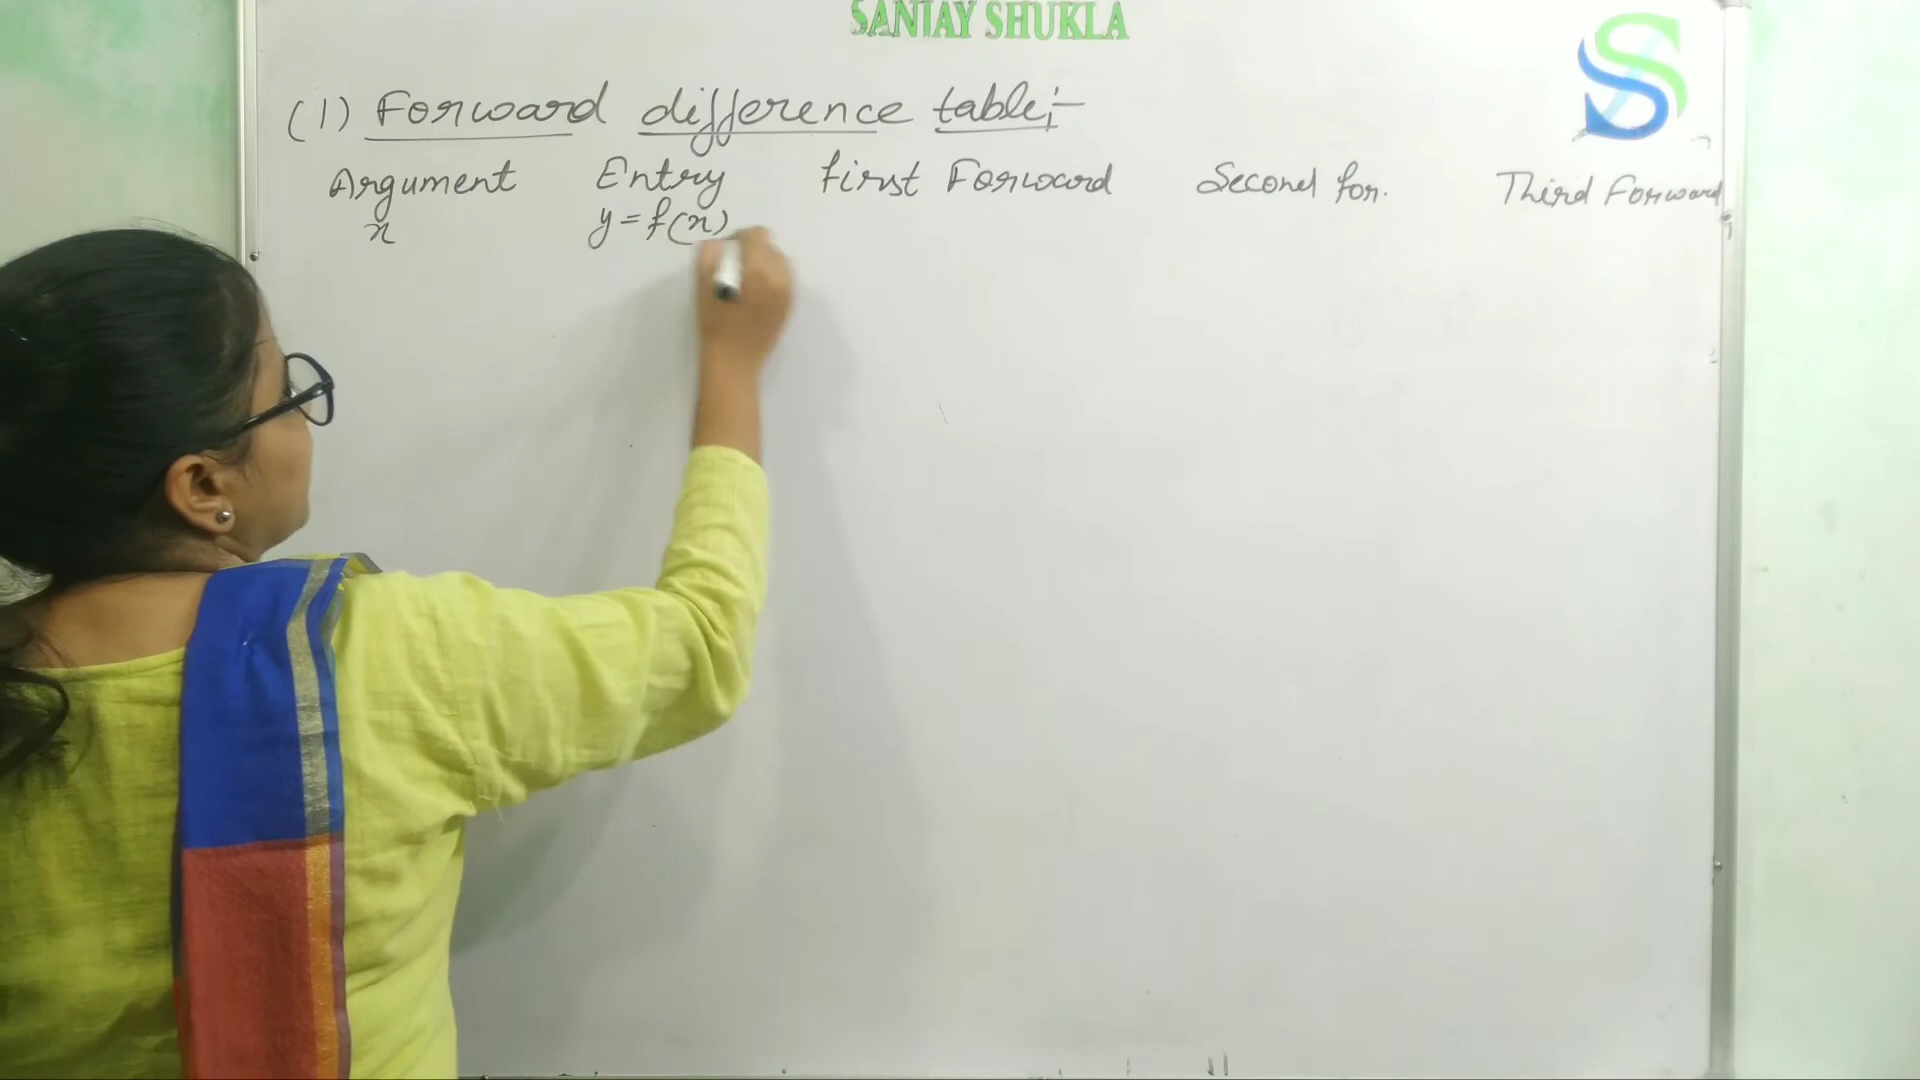 SANJAY SHUKLA
(1) Forward difference table:-
Argument Entry first Forward Second for. Third Forward
x y = f(x)